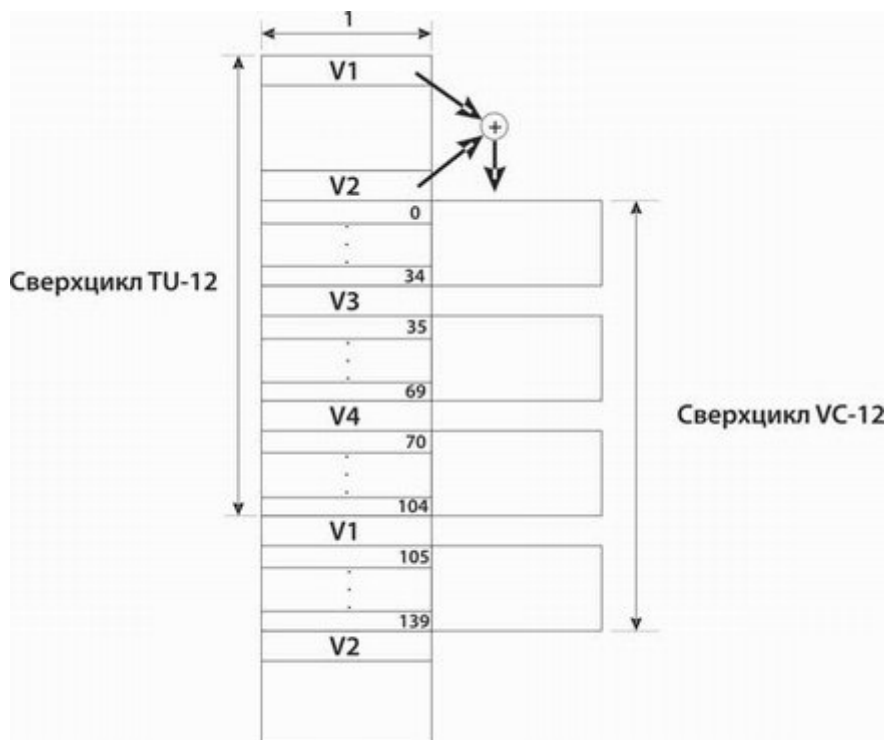 1
V1
+
V2
0
34
Сверхцикл TU-12
V3
35
69
V4
Сверхцикл VC-12
70
104
V1
105
139
V2